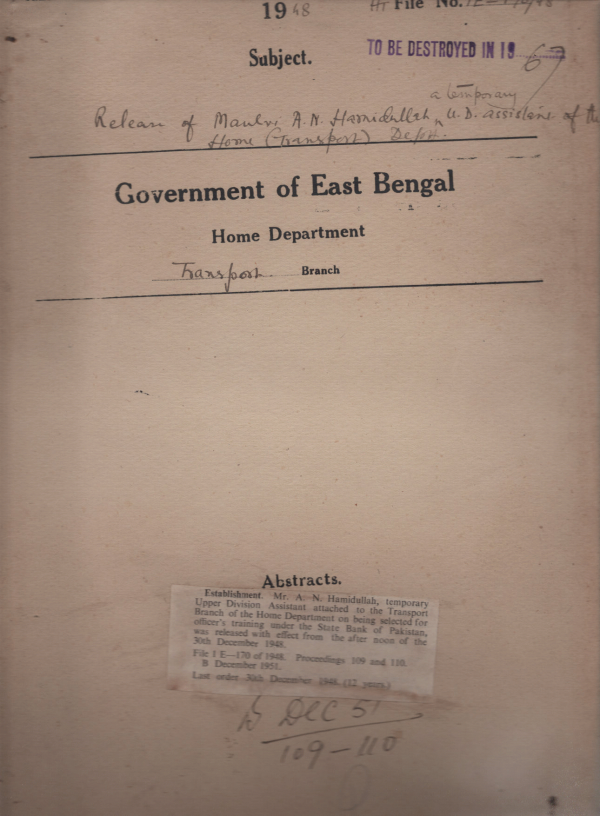 1948 File No.
Subject.
TO BE DESTROYED IN 1967
a temporary
Release of Maulvi A.N. Hamidullah ^ U.D. assistant of the
Home (Transport) Dept.
Government of East Bengal
Home Department
Transport Branch
Abstracts.
Establishment. Mr. A. N. Hamidullah, temporary
Upper Division Assistant attached to the Transport
Branch of the Home Department on being selected for
officer's training under the State Bank of Pakistan,
was released with effect from the after noon of the
30th December 1948.
File 1 E—170 of 1948. Proceedings 109 and 110.
B December 1951.
Last order 30th December 1948. (12 years.)
B Dec 51
109-110